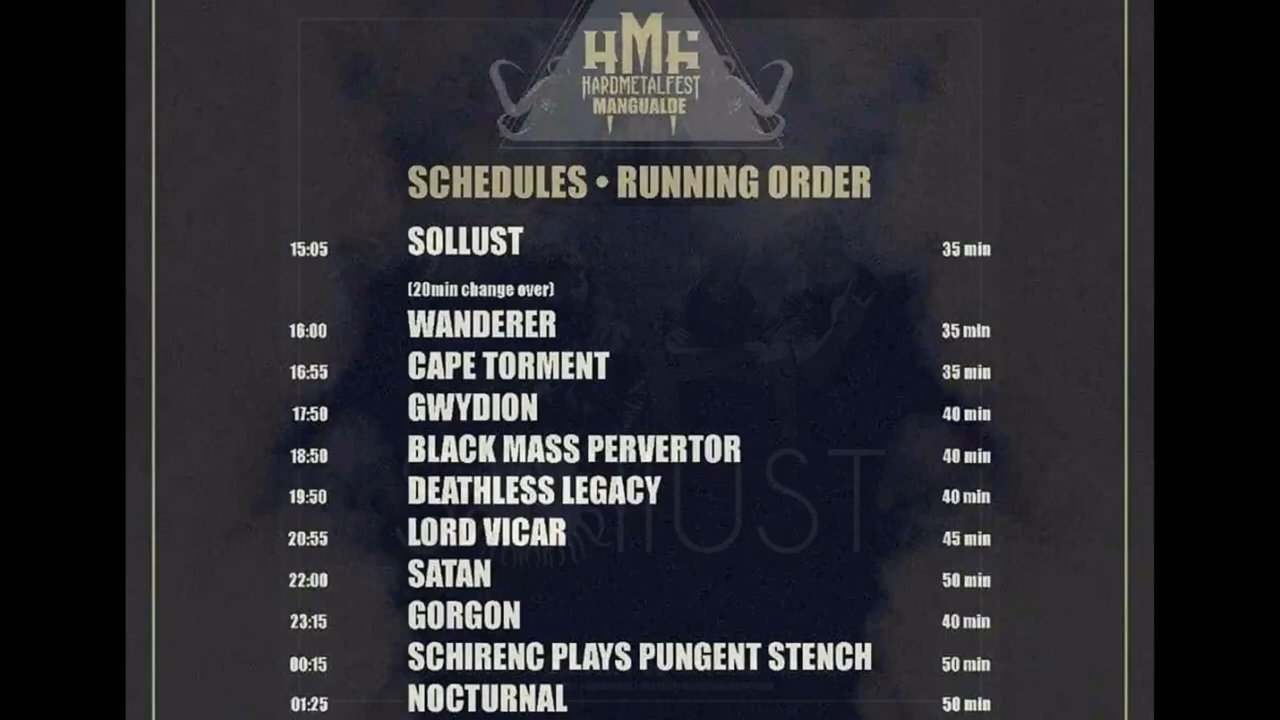 HMF
HARDMETALFEST
MANGUALDE
SCHEDULES • RUNNING ORDER
15:05 SOLLUST 35 min
(20min change over)
16:00 WANDERER 35 min
16:55 CAPE TORMENT 35 min
17:50 GWYDION 40 min
18:50 BLACK MASS PERVERTOR 40 min
19:50 DEATHLESS LEGACY 40 min
20:55 LORD VICAR 45 min
22:00 SATAN 50 min
23:15 GORGON 40 min
00:15 SCHIRENC PLAYS PUNGENT STENCH 50 min
01:25 NOCTURNAL 50 min